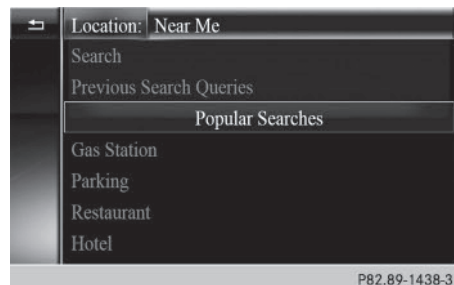 Location: Near Me
Search
Previous Search Queries
Popular Searches
Gas Station
Parking
Restaurant
Hotel
P82.89-1438-3